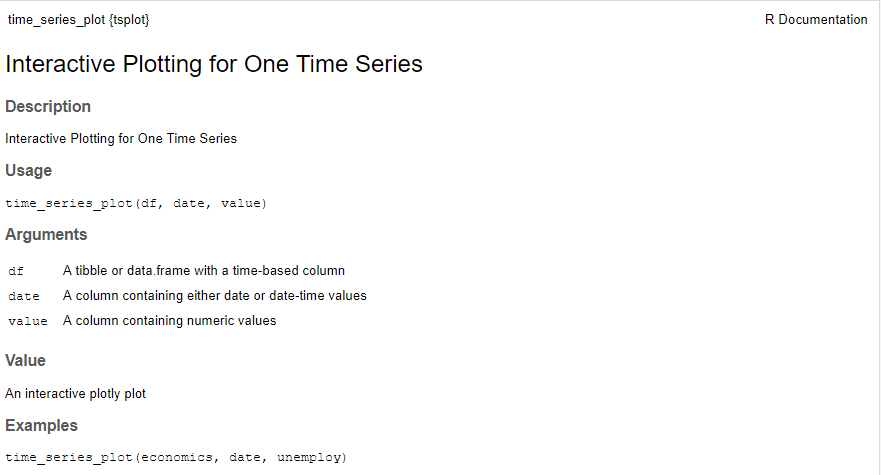 time_series_plot {tsplot} R Documentation
Interactive Plotting for One Time Series
Description
Interactive Plotting for One Time Series
Usage
time_series_plot(df, date, value)
Arguments
df A tibble or data.frame with a time-based column
date A column containing either date or date-time values
value A column containing numeric values
Value
An interactive plotly plot
Examples
time_series_plot(economics, date, unemploy)